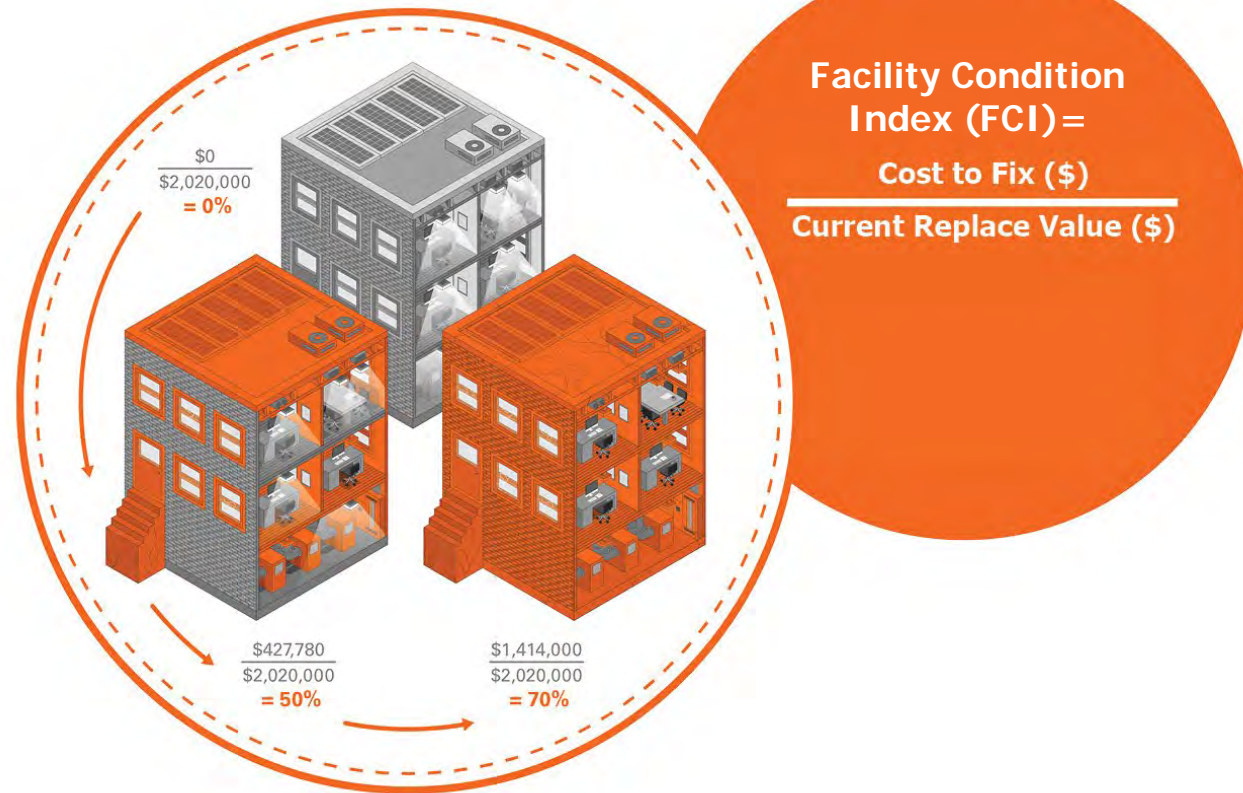 Facility Condition
Index (FCI) =
Cost to Fix ($)
Current Replace Value ($)
$0
$2,020,000
= 0%
$427,780
$2,020,000
= 50%
$1,414,000
$2,020,000
= 70%